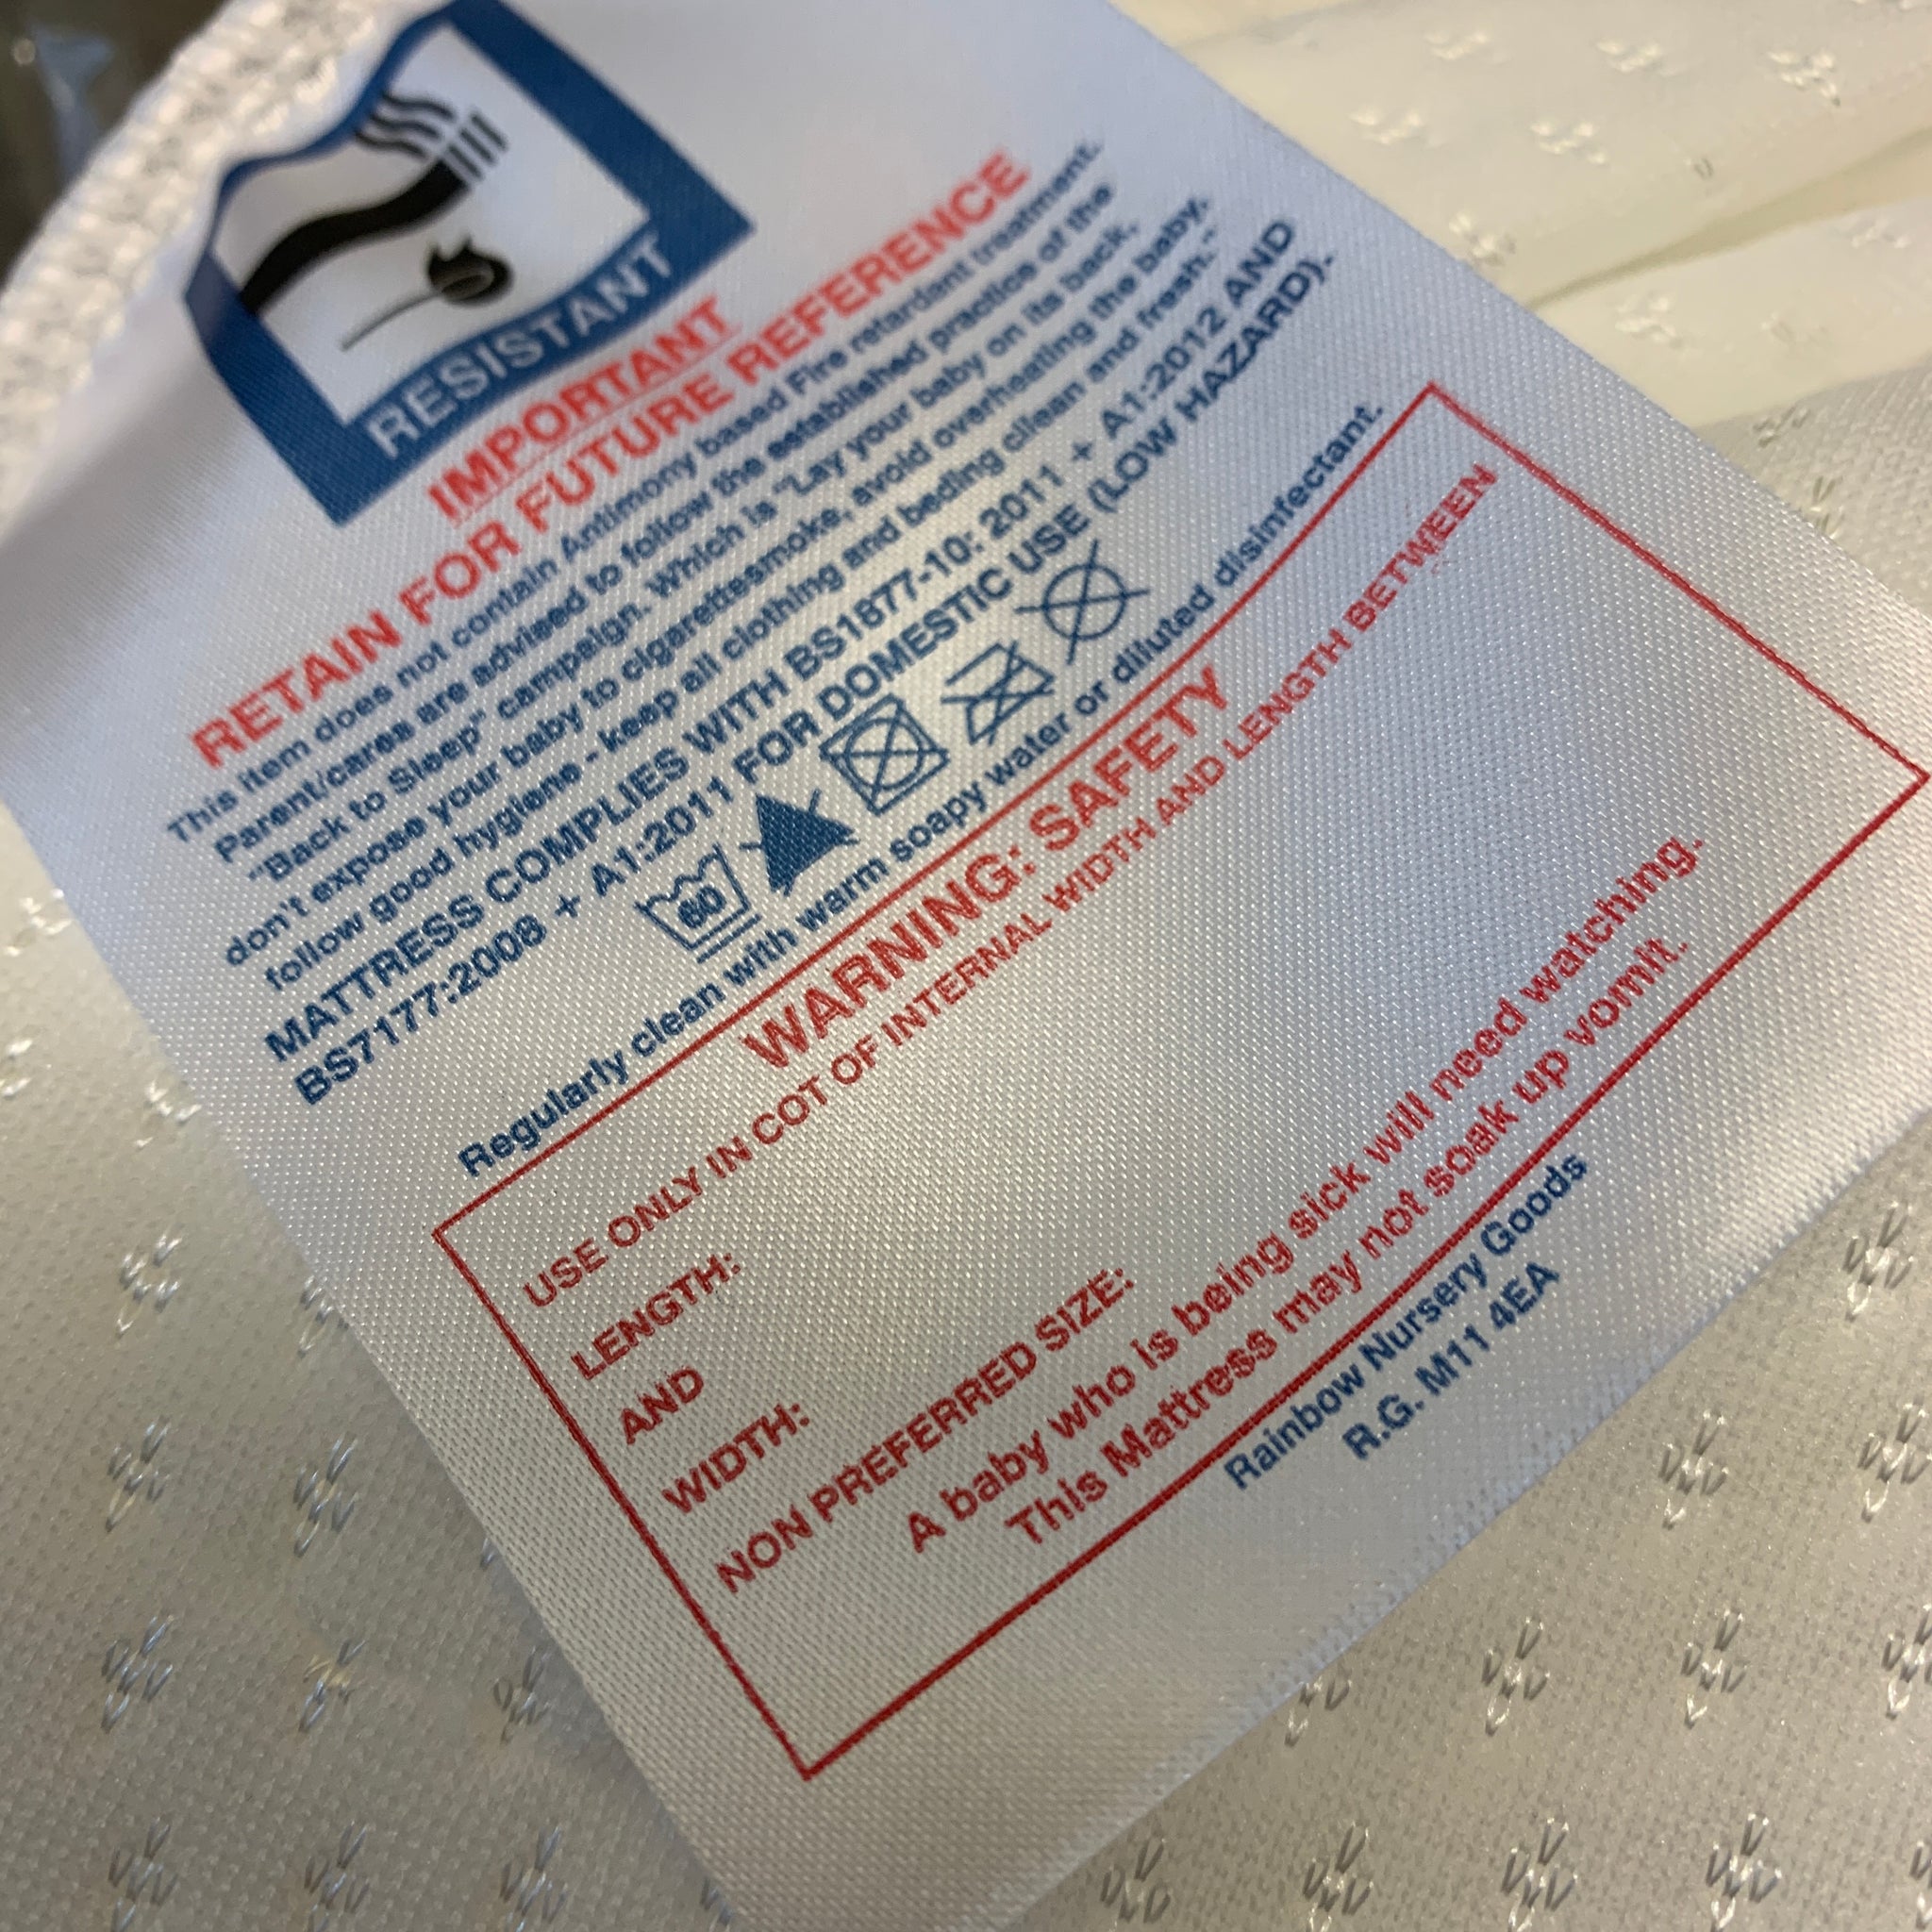 RESISTANT
IMPORTANT
RETAIN FOR FUTURE REFERENCE
This item does not contain Antimony based Fire retardant treatment.
Parent/cares are advised to follow the established practice of the
"Back to Sleep" campaign. Which is "Lay your baby on its back,
don't expose your baby to cigarettesmoke, avoid overheating the baby,
follow good hygiene - keep all clothing and beding clean and fresh."
MATTRESS COMPLIES WITH BS1877-10: 2011 + A1:2012 AND
BS7177:2008 + A1:2011 FOR DOMESTIC USE (LOW HAZARD).
60
Regularly clean with warm soapy water or diluted disinfectant.
WARNING: SAFETY
USE ONLY IN COT OF INTERNAL WIDTH AND LENGTH BETWEEN
LENGTH:
AND
WIDTH:
NON PREFERRED SIZE:
A baby who is being sick will need watching.
This Mattress may not soak up vomit.
Rainbow Nursery Goods
R.G. M11 4EA